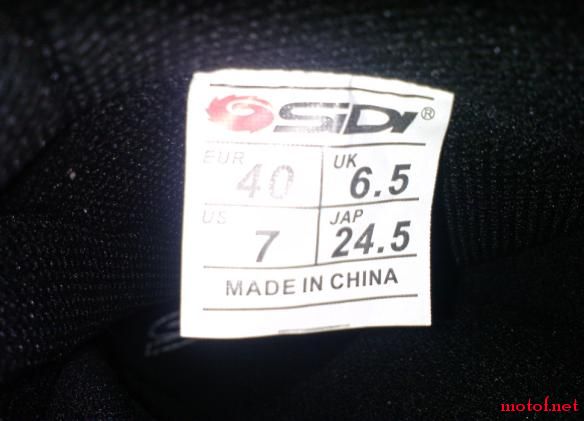 SiDI®
EUR UK
40 6.5
US JAP
7 24.5
MADE IN CHINA
motof.net